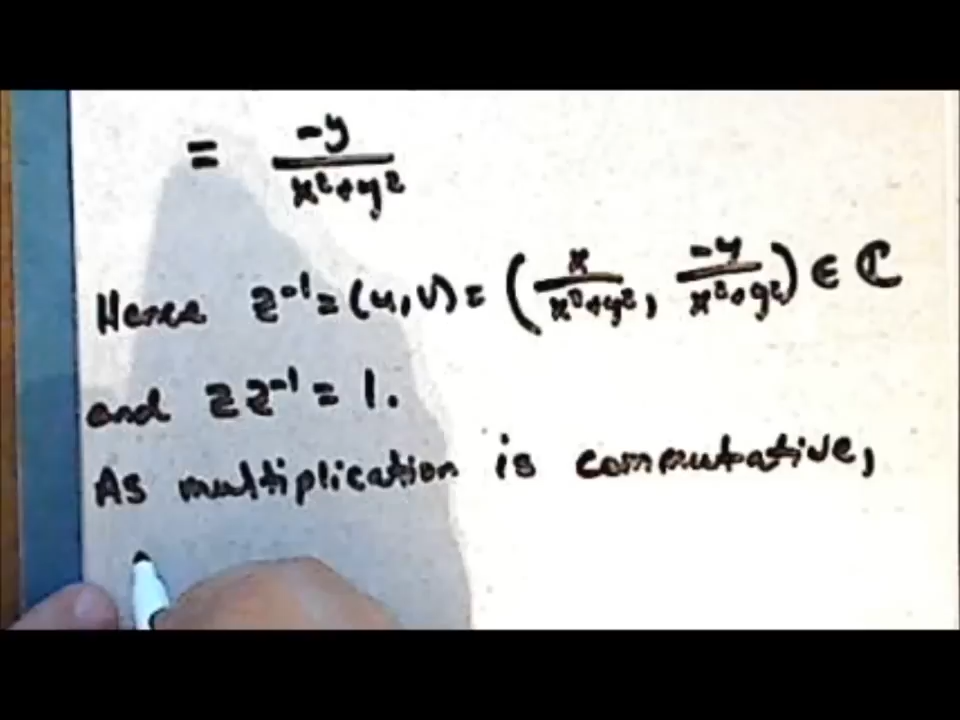 = -y / x²+y²
Hence z⁻¹ = (u,v) = (x / x²+y², -y / x²+y²) ∈ ℂ
and zz⁻¹ = 1.
As multiplication is commutative,